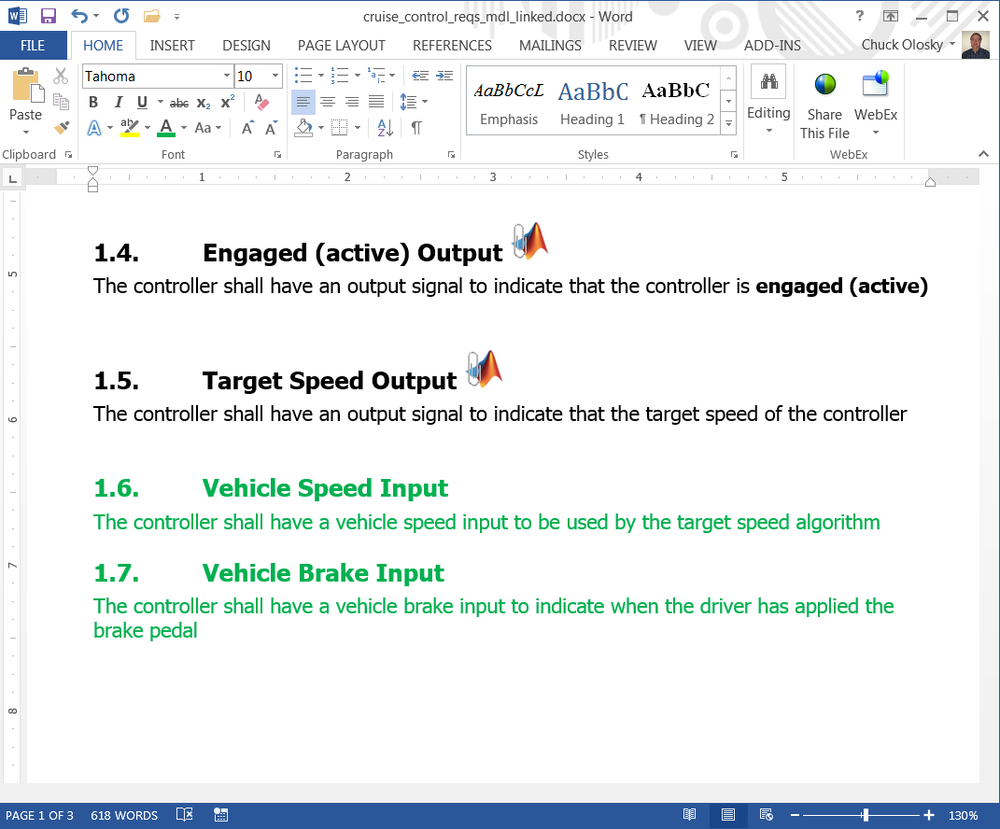 cruise_control_reqs_mdl_linked.docx - Word
?
FILE HOME INSERT DESIGN PAGE LAYOUT REFERENCES MAILINGS REVIEW VIEW ADD-INS Chuck Olosky
Tahoma 10
Paste
B I U abc X₂ X²
A ab A Aa A A
AaBbCcL AaBbC AaBbC
Emphasis Heading 1 ¶ Heading 2
Editing
Share This File
WebEx
Clipboard Font Paragraph Styles WebEx
L 1 2 3 4 5
5
1.4. Engaged (active) Output
The controller shall have an output signal to indicate that the controller is engaged (active)
1.5. Target Speed Output
The controller shall have an output signal to indicate that the target speed of the controller
6
1.6. Vehicle Speed Input
The controller shall have a vehicle speed input to be used by the target speed algorithm
7
1.7. Vehicle Brake Input
The controller shall have a vehicle brake input to indicate when the driver has applied the
brake pedal
8
PAGE 1 OF 3 618 WORDS 130%